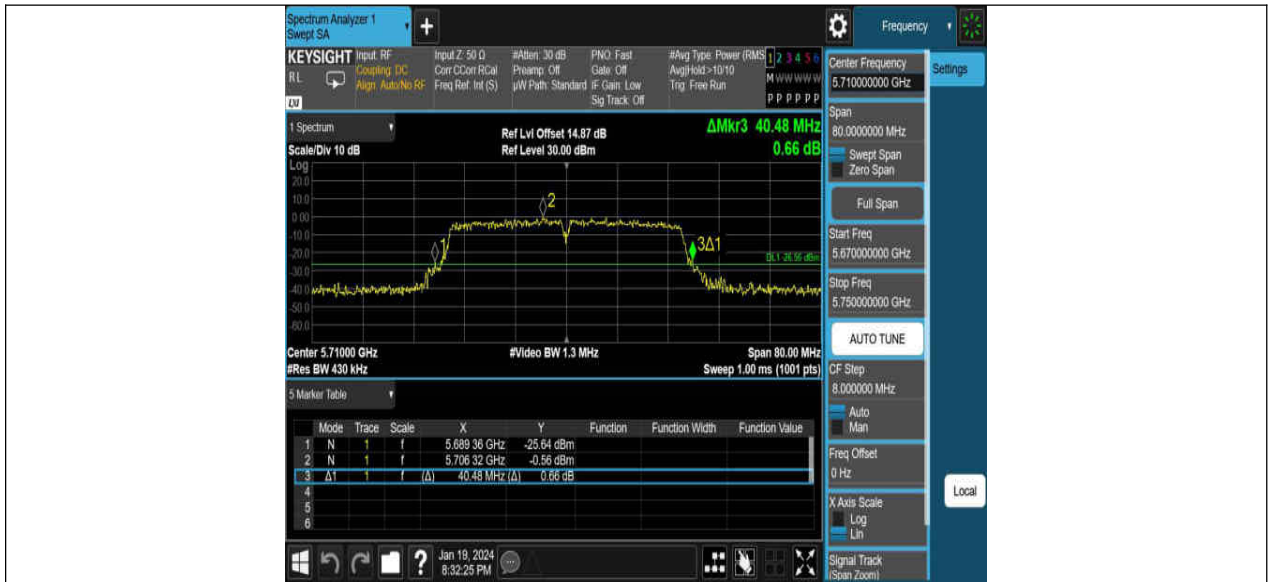 Spectrum Analyzer 1
Swept SA
+
Frequency
KEYSIGHT
RL
LXI
Input: RF
Coupling: DC
Align: Auto/No RF
Input Z: 50 Ω
Corr CCorr RCal
Freq Ref: Int (S)
#Atten: 30 dB
Preamp: Off
µW Path: Standard
PNO: Fast
Gate: Off
IF Gain: Low
Sig Track: Off
#Avg Type: Power (RMS
Avg|Hold:>10/10
Trig: Free Run
1 2 3 4 5 6
M W W W W W
P P P P P P
1 Spectrum
Scale/Div 10 dB
Ref Lvl Offset 14.87 dB
Ref Level 30.00 dBm
ΔMkr3 40.48 MHz
0.66 dB
Log
20.0
10.0
0.00
-10.0
-20.0
-30.0
-40.0
-50.0
-60.0
1
2
3Δ1
DL1 -26.56 dBm
Center 5.71000 GHz
#Res BW 430 kHz
#Video BW 1.3 MHz
Span 80.00 MHz
Sweep 1.00 ms (1001 pts)
5 Marker Table
Mode Trace Scale X Y Function Function Width Function Value
1 N 1 f 5.689 36 GHz -25.64 dBm
2 N 1 f 5.706 32 GHz -0.56 dBm
3 Δ1 1 f (Δ) 40.48 MHz (Δ) 0.66 dB
4
5
6
?
Jan 19, 2024
8:32:25 PM
Center Frequency
5.710000000 GHz
Span
80.0000000 MHz
Swept Span
Zero Span
Full Span
Start Freq
5.670000000 GHz
Stop Freq
5.750000000 GHz
AUTO TUNE
CF Step
8.000000 MHz
Auto
Man
Freq Offset
0 Hz
X Axis Scale
Log
Lin
Signal Track
(Span Zoom)
Settings
Local